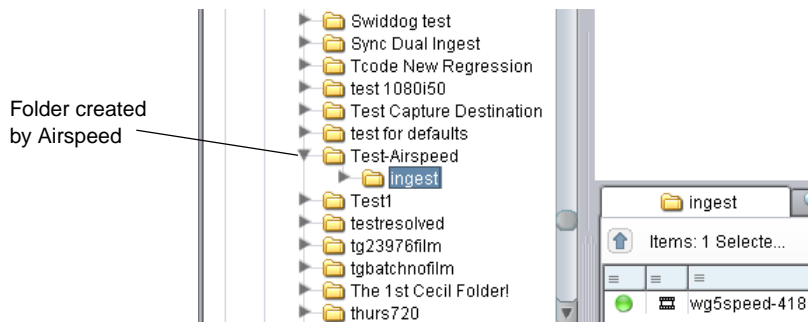 Swiddog test
Sync Dual Ingest
Tcode New Regression
test 1080i50
Test Capture Destination
test for defaults
Test-Airspeed
ingest
Test1
testresolved
tg23976film
tgbatchnofilm
The 1st Cecil Folder!
thurs720
Folder created
by Airspeed
ingest
Items: 1 Selecte...
wg5speed-418